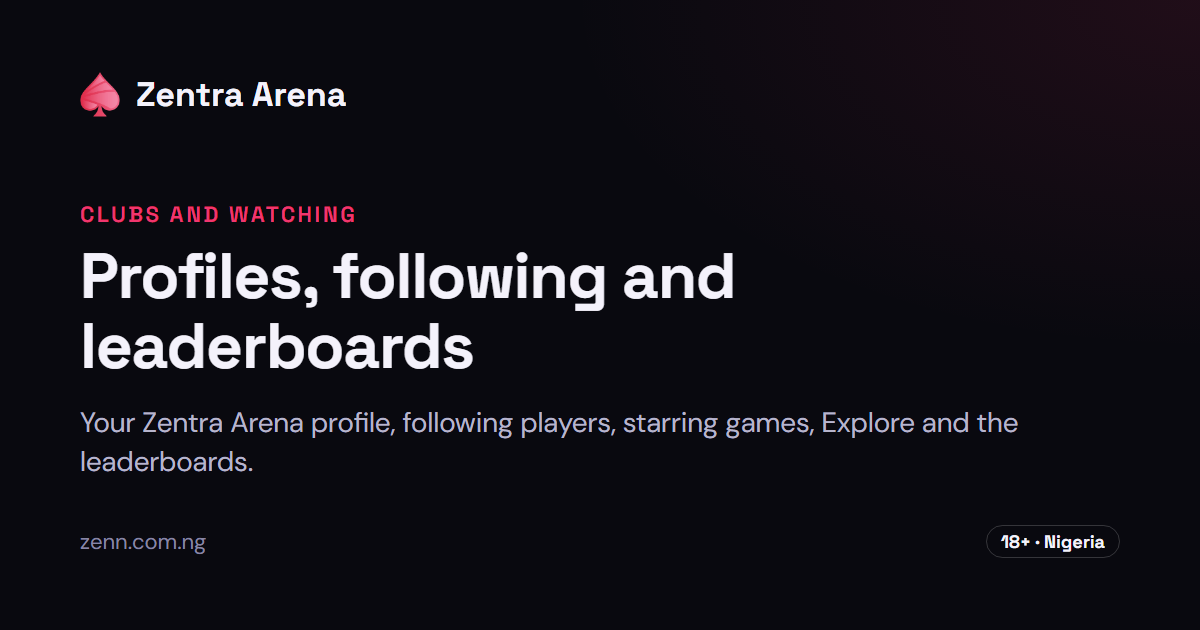 Zentra Arena
CLUBS AND WATCHING
Profiles, following and
leaderboards
Your Zentra Arena profile, following players, starring games, Explore and the
leaderboards.
zenn.com.ng
18+ · Nigeria